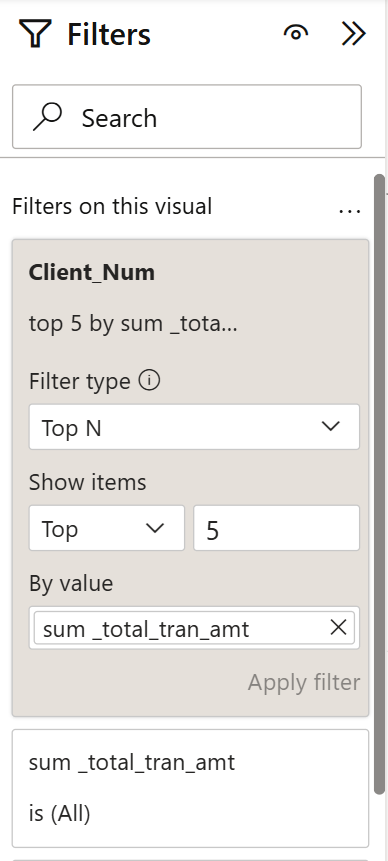 Filters
Search
Filters on this visual
...
Client_Num
top 5 by sum _tota...
Filter type
Top N
Show items
Top 5
By value
sum _total_tran_amt
Apply filter
sum _total_tran_amt
is (All)